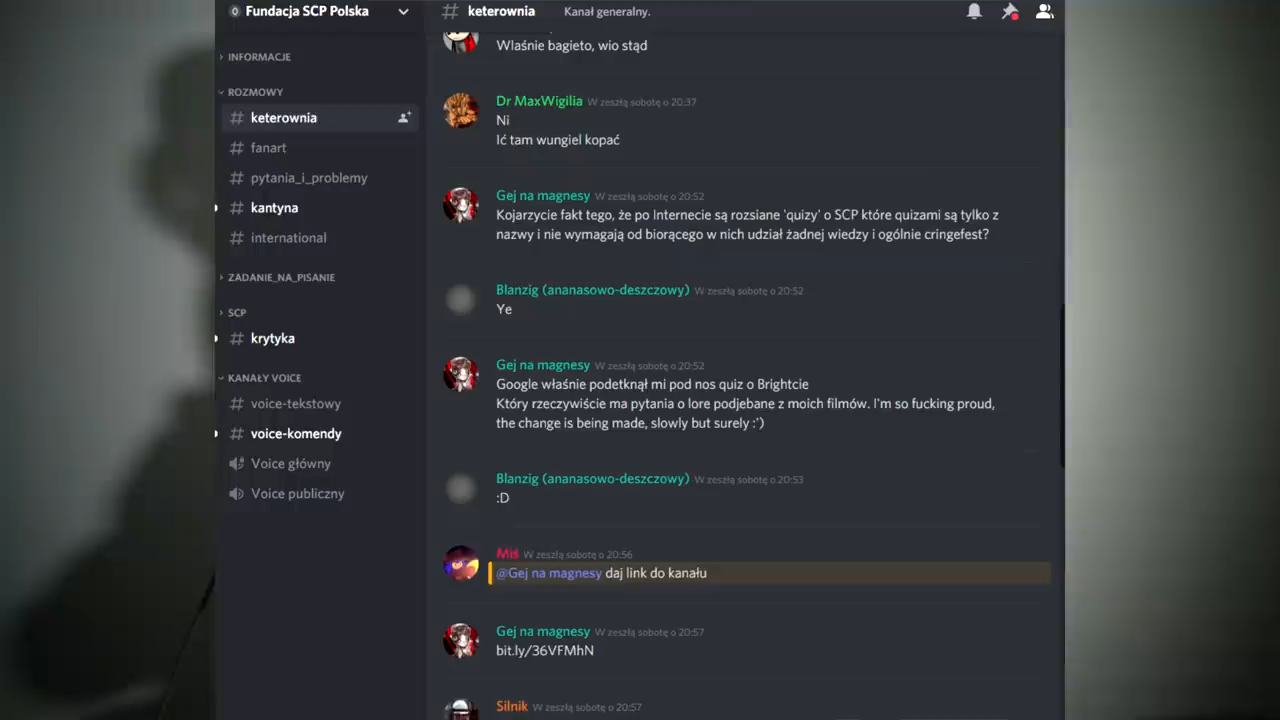 Fundacja SCP Polska
INFORMACJE
ROZMOWY
# keterownia
# fanart
# pytania_i_problemy
# kantyna
# international
ZADANIE_NA_PISANIE
SCP
# krytyka
KANAŁY VOICE
# voice-tekstowy
# voice-komendy
Voice główny
Voice publiczny
# keterownia Kanał generalny.
Wlaśnie bagieto, wio stąd
Dr MaxWigilia W zeszłą sobotę o 20:37
Ni
Ić tam wungiel kopać
Gej na magnesy W zeszłą sobotę o 20:52
Kojarzycie fakt tego, że po Internecie są rozsiane 'quizy' o SCP które quizami są tylko z
nazwy i nie wymagają od biorącego w nich udział żadnej wiedzy i ogólnie cringefest?
Blanzig (ananasowo-deszczowy) W zeszłą sobotę o 20:52
Ye
Gej na magnesy W zeszłą sobotę o 20:52
Google właśnie podetknął mi pod nos quiz o Brightcie
Który rzeczywiście ma pytania o lore podjebane z moich filmów. I'm so fucking proud,
the change is being made, slowly but surely :')
Blanzig (ananasowo-deszczowy) W zeszłą sobotę o 20:53
:D
Miś W zeszłą sobotę o 20:56
@Gej na magnesy daj link do kanału
Gej na magnesy W zeszłą sobotę o 20:57
bit.ly/36VFMhN
Silnik W zeszłą sobotę o 20:57